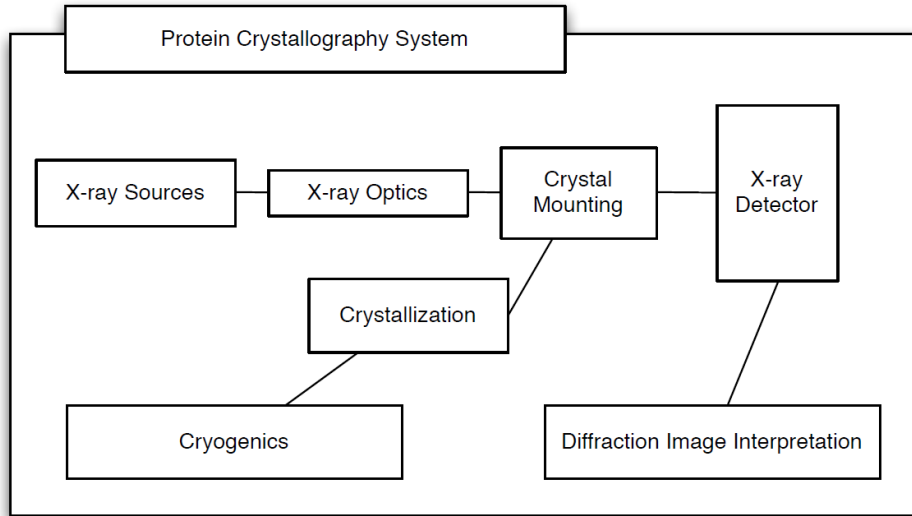 Protein Crystallography System
X-ray Sources
X-ray Optics
Crystal
Mounting
X-ray
Detector
Crystallization
Cryogenics
Diffraction Image Interpretation